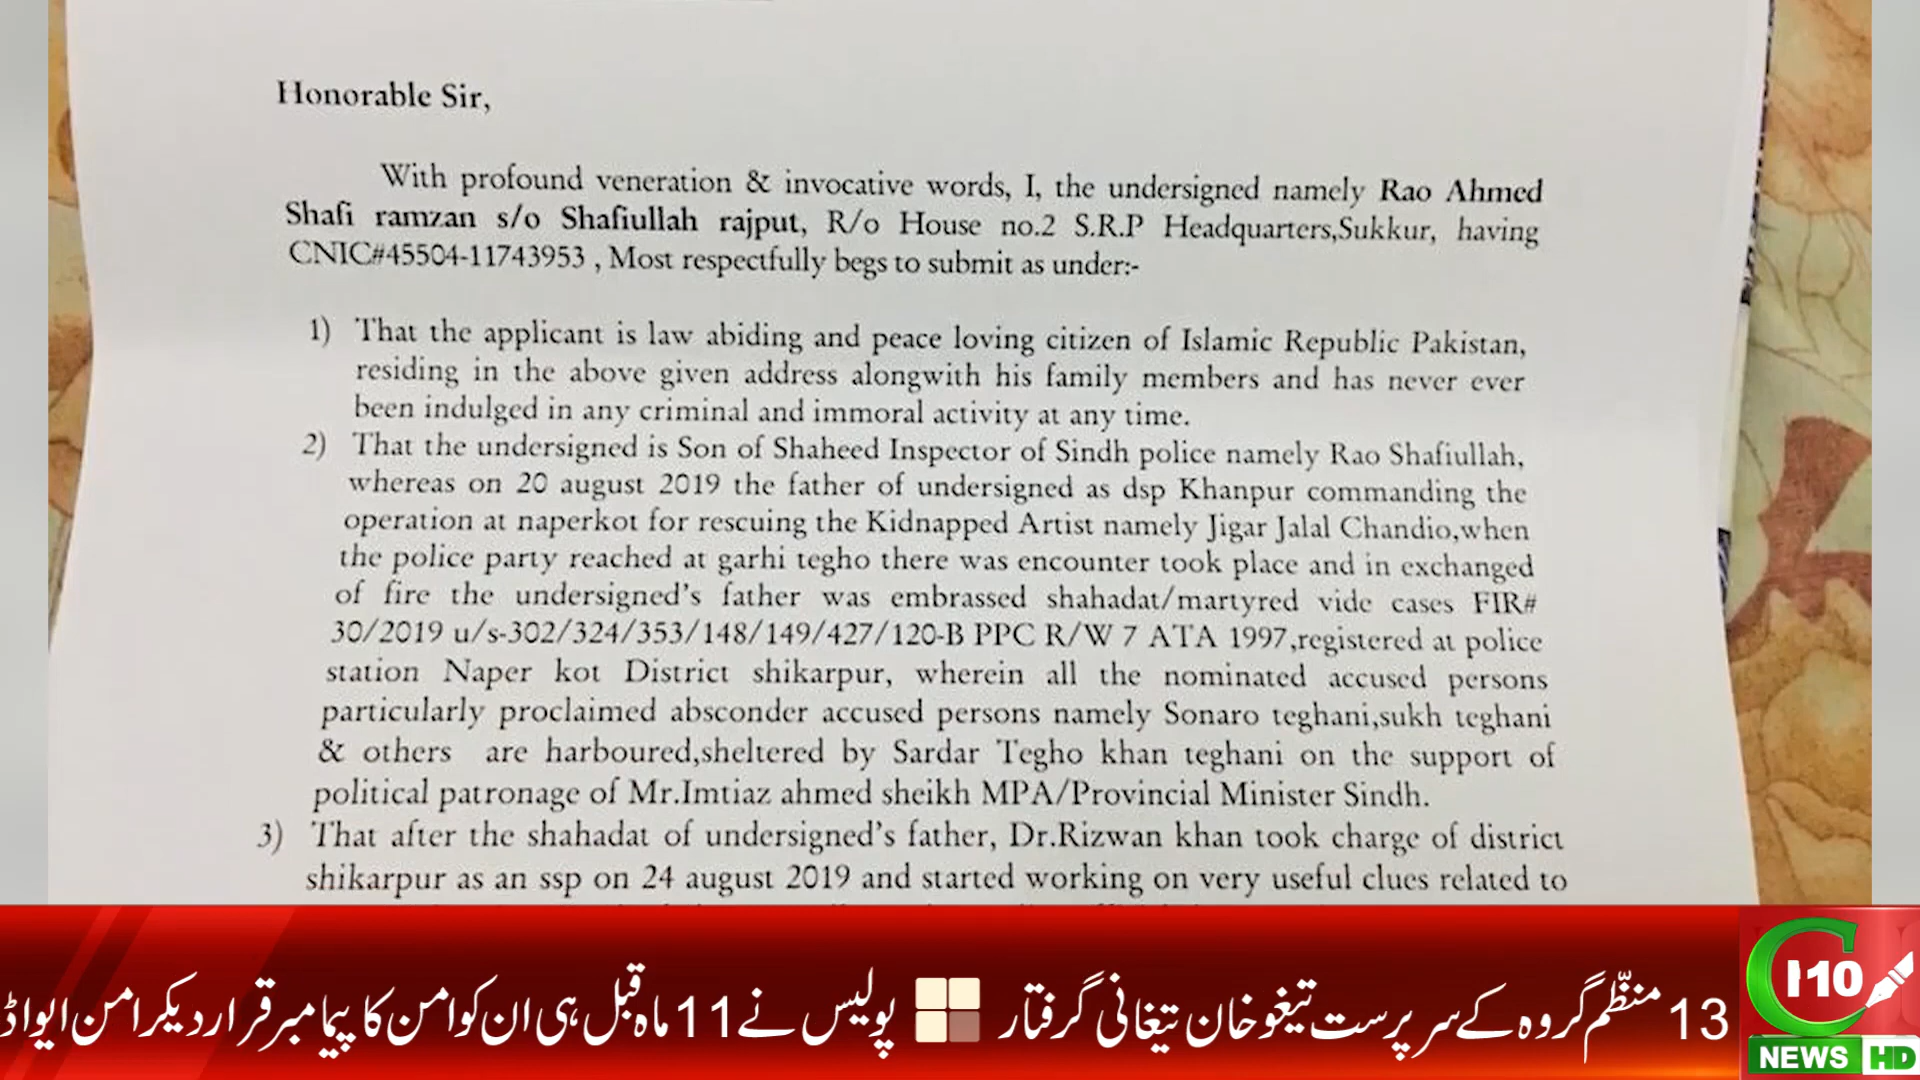 Honorable Sir,
With profound veneration & invocative words, I, the undersigned namely Rao Ahmed
Shafi ramzan s/o Shafiullah rajput, R/o House no.2 S.R.P Headquarters,Sukkur, having
CNIC#45504-11743953 , Most respectfully begs to submit as under:-
1) That the applicant is law abiding and peace loving citizen of Islamic Republic Pakistan,
residing in the above given address alongwith his family members and has never ever
been indulged in any criminal and immoral activity at any time.
2) That the undersigned is Son of Shaheed Inspector of Sindh police namely Rao Shafiullah,
whereas on 20 august 2019 the father of undersigned as dsp Khanpur commanding the
operation at naperkot for rescuing the Kidnapped Artist namely Jigar Jalal Chandio,when
the police party reached at garhi tegho there was encounter took place and in exchanged
of fire the undersigned's father was embrassed shahadat/martyred vide cases FIR#
30/2019 u/s-302/324/353/148/149/427/120-B PPC R/W 7 ATA 1997,registered at police
station Naper kot District shikarpur, wherein all the nominated accused persons
particularly proclaimed absconder accused persons namely Sonaro teghani,sukh teghani
& others are harboured,sheltered by Sardar Tegho khan teghani on the support of
political patronage of Mr.Imtiaz ahmed sheikh MPA/Provincial Minister Sindh.
3) That after the shahadat of undersigned's father, Dr.Rizwan khan took charge of district
shikarpur as an ssp on 24 august 2019 and started working on very useful clues related to
13 منظّم گروہ کے سرپرست تیغو خان تیغانی گرفتار پولیس نے 11 ماہ قبل ہی ان کو امن کا پیامبر قرار دیکر امن ایواڈ
C 110
NEWS HD